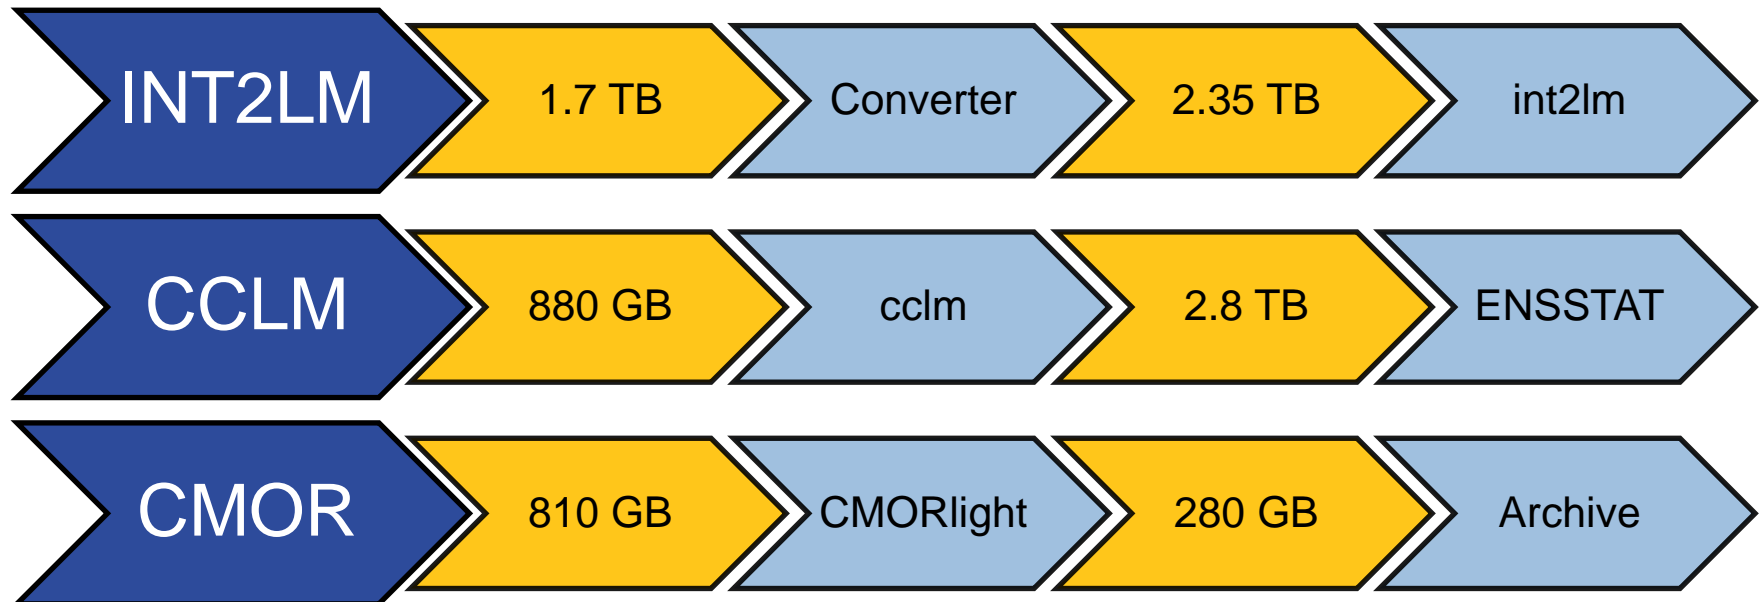 INT2LM
1.7 TB
Converter
2.35 TB
int2lm
CCLM
880 GB
cclm
2.8 TB
ENSSTAT
CMOR
810 GB
CMORlight
280 GB
Archive